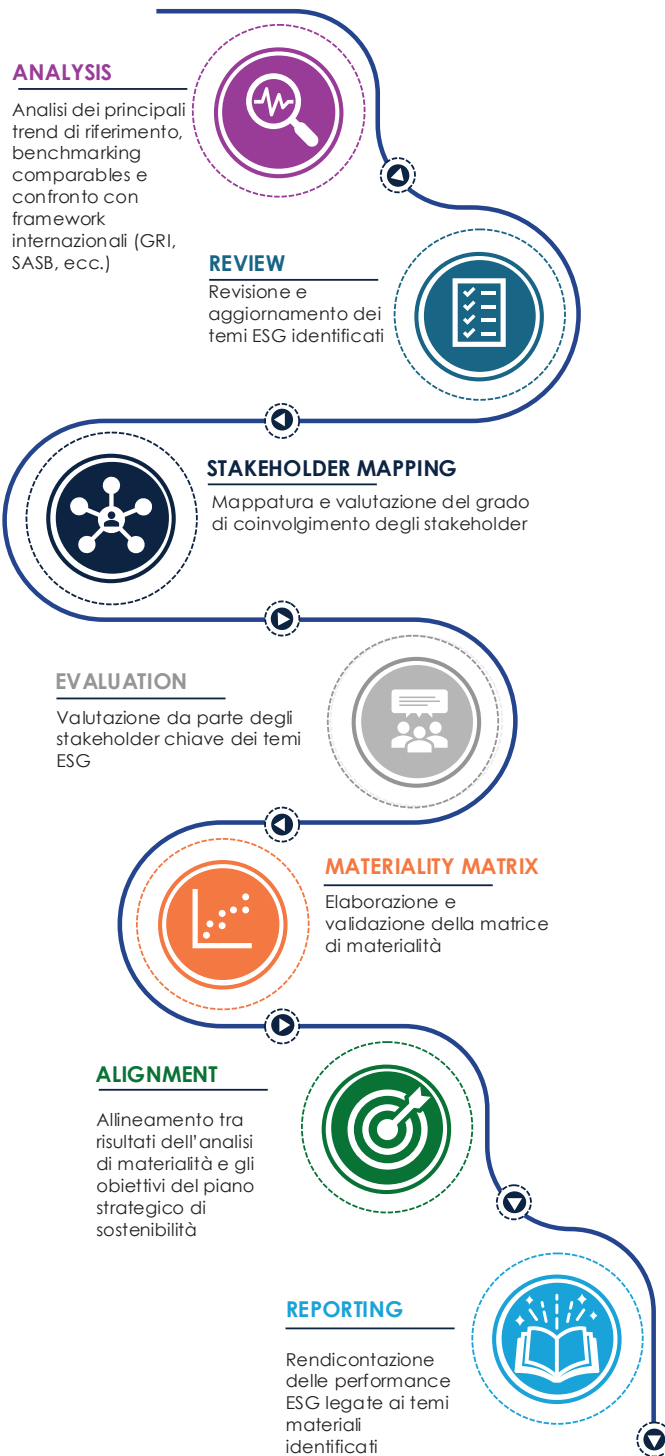 ANALYSIS
Analisi dei principali
trend di riferimento,
benchmarking
comparables e
confronto con
framework
internazionali (GRI,
SASB, ecc.)
REVIEW
Revisione e
aggiornamento dei
temi ESG identificati
STAKEHOLDER MAPPING
Mappatura e valutazione del grado
di coinvolgimento degli stakeholder
EVALUATION
Valutazione da parte degli
stakeholder chiave dei temi
ESG
MATERIALITY MATRIX
Elaborazione e
validazione della matrice
di materialità
ALIGNMENT
Allineamento tra
risultati dell'analisi
di materialità e gli
obiettivi del piano
strategico di
sostenibilità
REPORTING
Rendicontazione
delle performance
ESG legate ai temi
materiali
identificati